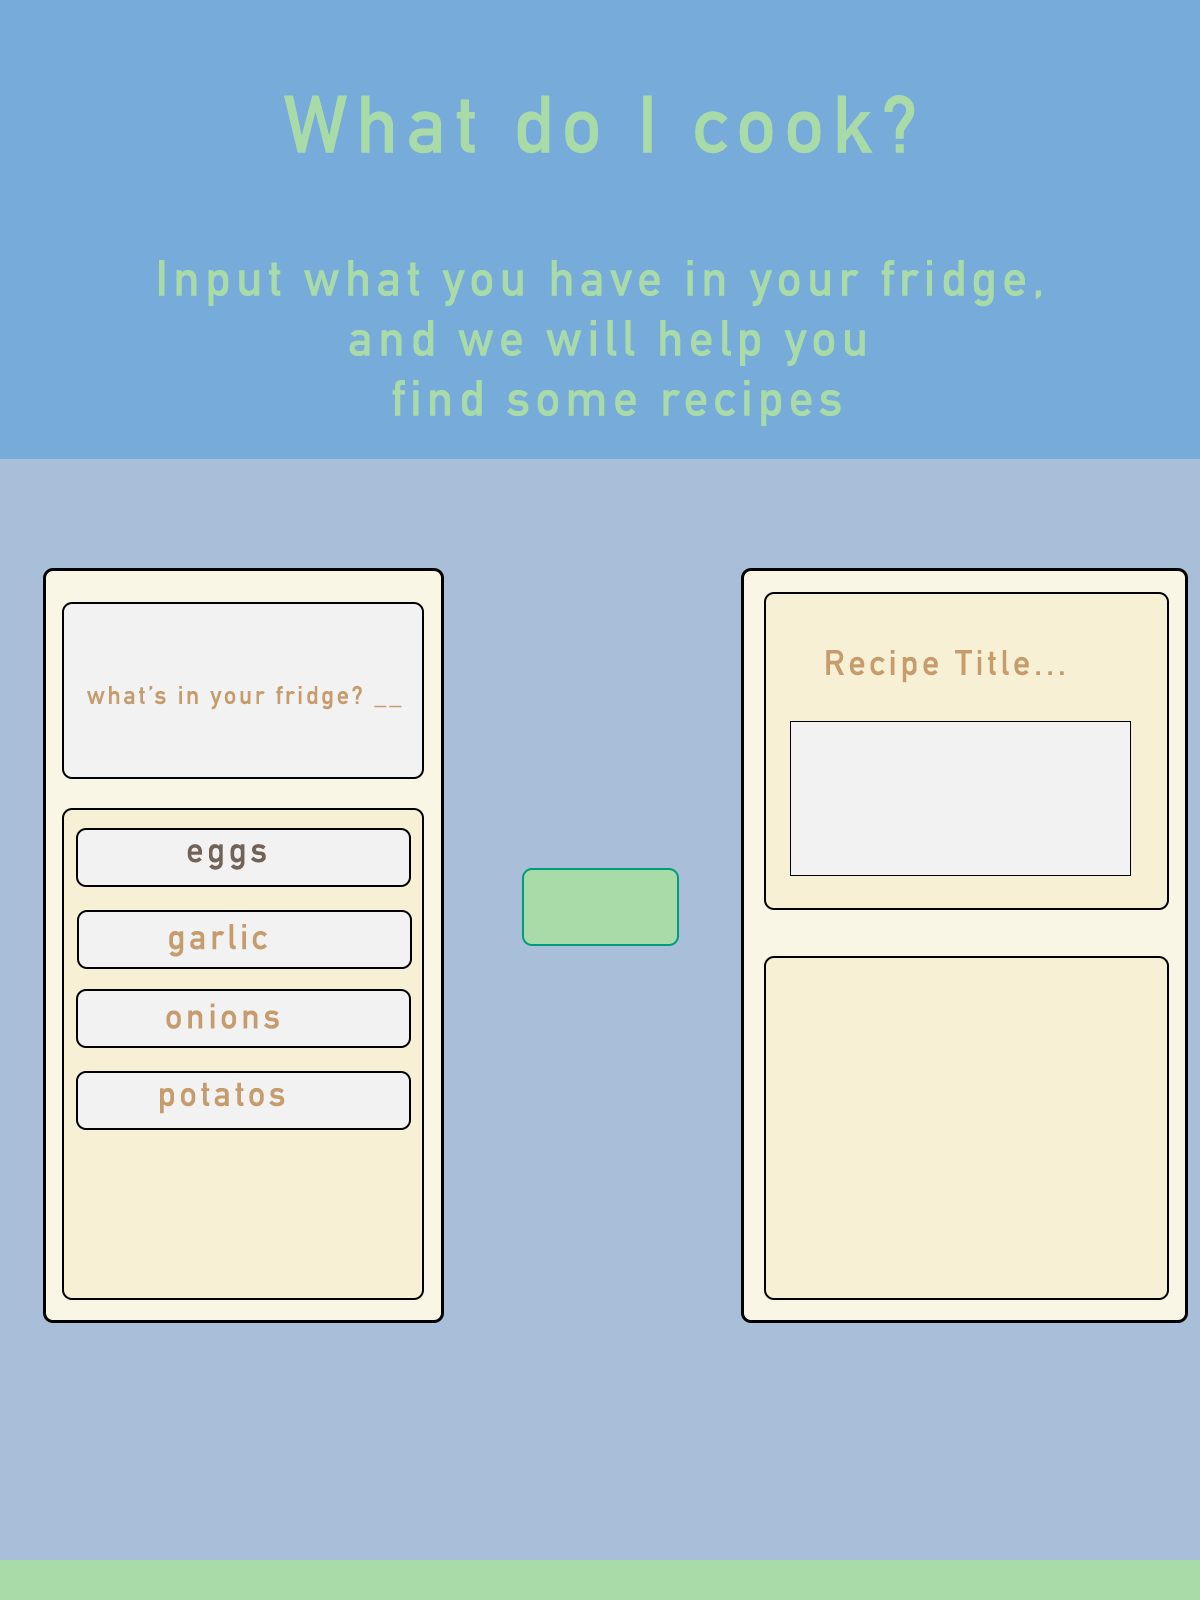 What do I cook?
Input what you have in your fridge,
and we will help you
find some recipes
what’s in your fridge? __
eggs
garlic
onions
potatos
Recipe Title...